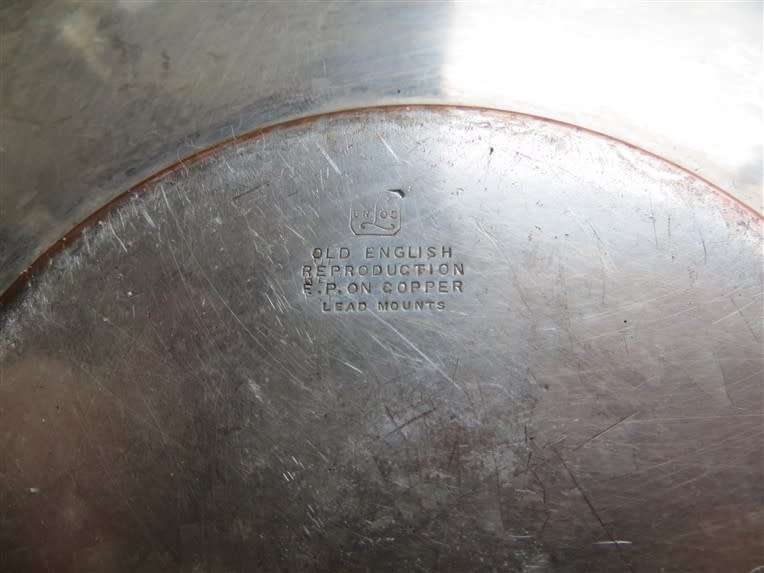 OLD ENGLISH
REPRODUCTION
E.P. ON COPPER
LEAD MOUNTS